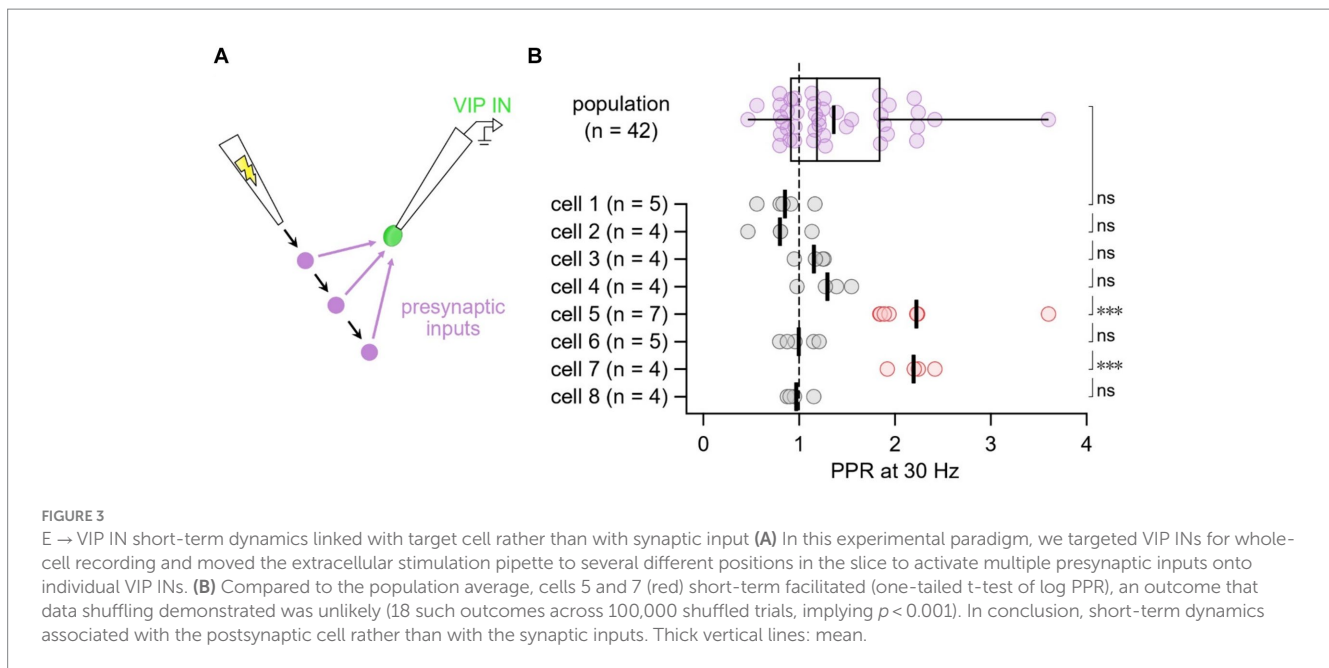 A
B
VIP IN
presynaptic
inputs
population
(n = 42)
cell 1 (n = 5)
ns
cell 2 (n = 4)
ns
cell 3 (n = 4)
ns
cell 4 (n = 4)
ns
cell 5 (n = 7)
***
cell 6 (n = 5)
ns
cell 7 (n = 4)
***
cell 8 (n = 4)
ns
0 1 2 3 4
PPR at 30 Hz
FIGURE 3
E → VIP IN short-term dynamics linked with target cell rather than with synaptic input (A) In this experimental paradigm, we targeted VIP INs for whole-
cell recording and moved the extracellular stimulation pipette to several different positions in the slice to activate multiple presynaptic inputs onto
individual VIP INs. (B) Compared to the population average, cells 5 and 7 (red) short-term facilitated (one-tailed t-test of log PPR), an outcome that
data shuffling demonstrated was unlikely (18 such outcomes across 100,000 shuffled trials, implying p < 0.001). In conclusion, short-term dynamics
associated with the postsynaptic cell rather than with the synaptic inputs. Thick vertical lines: mean.